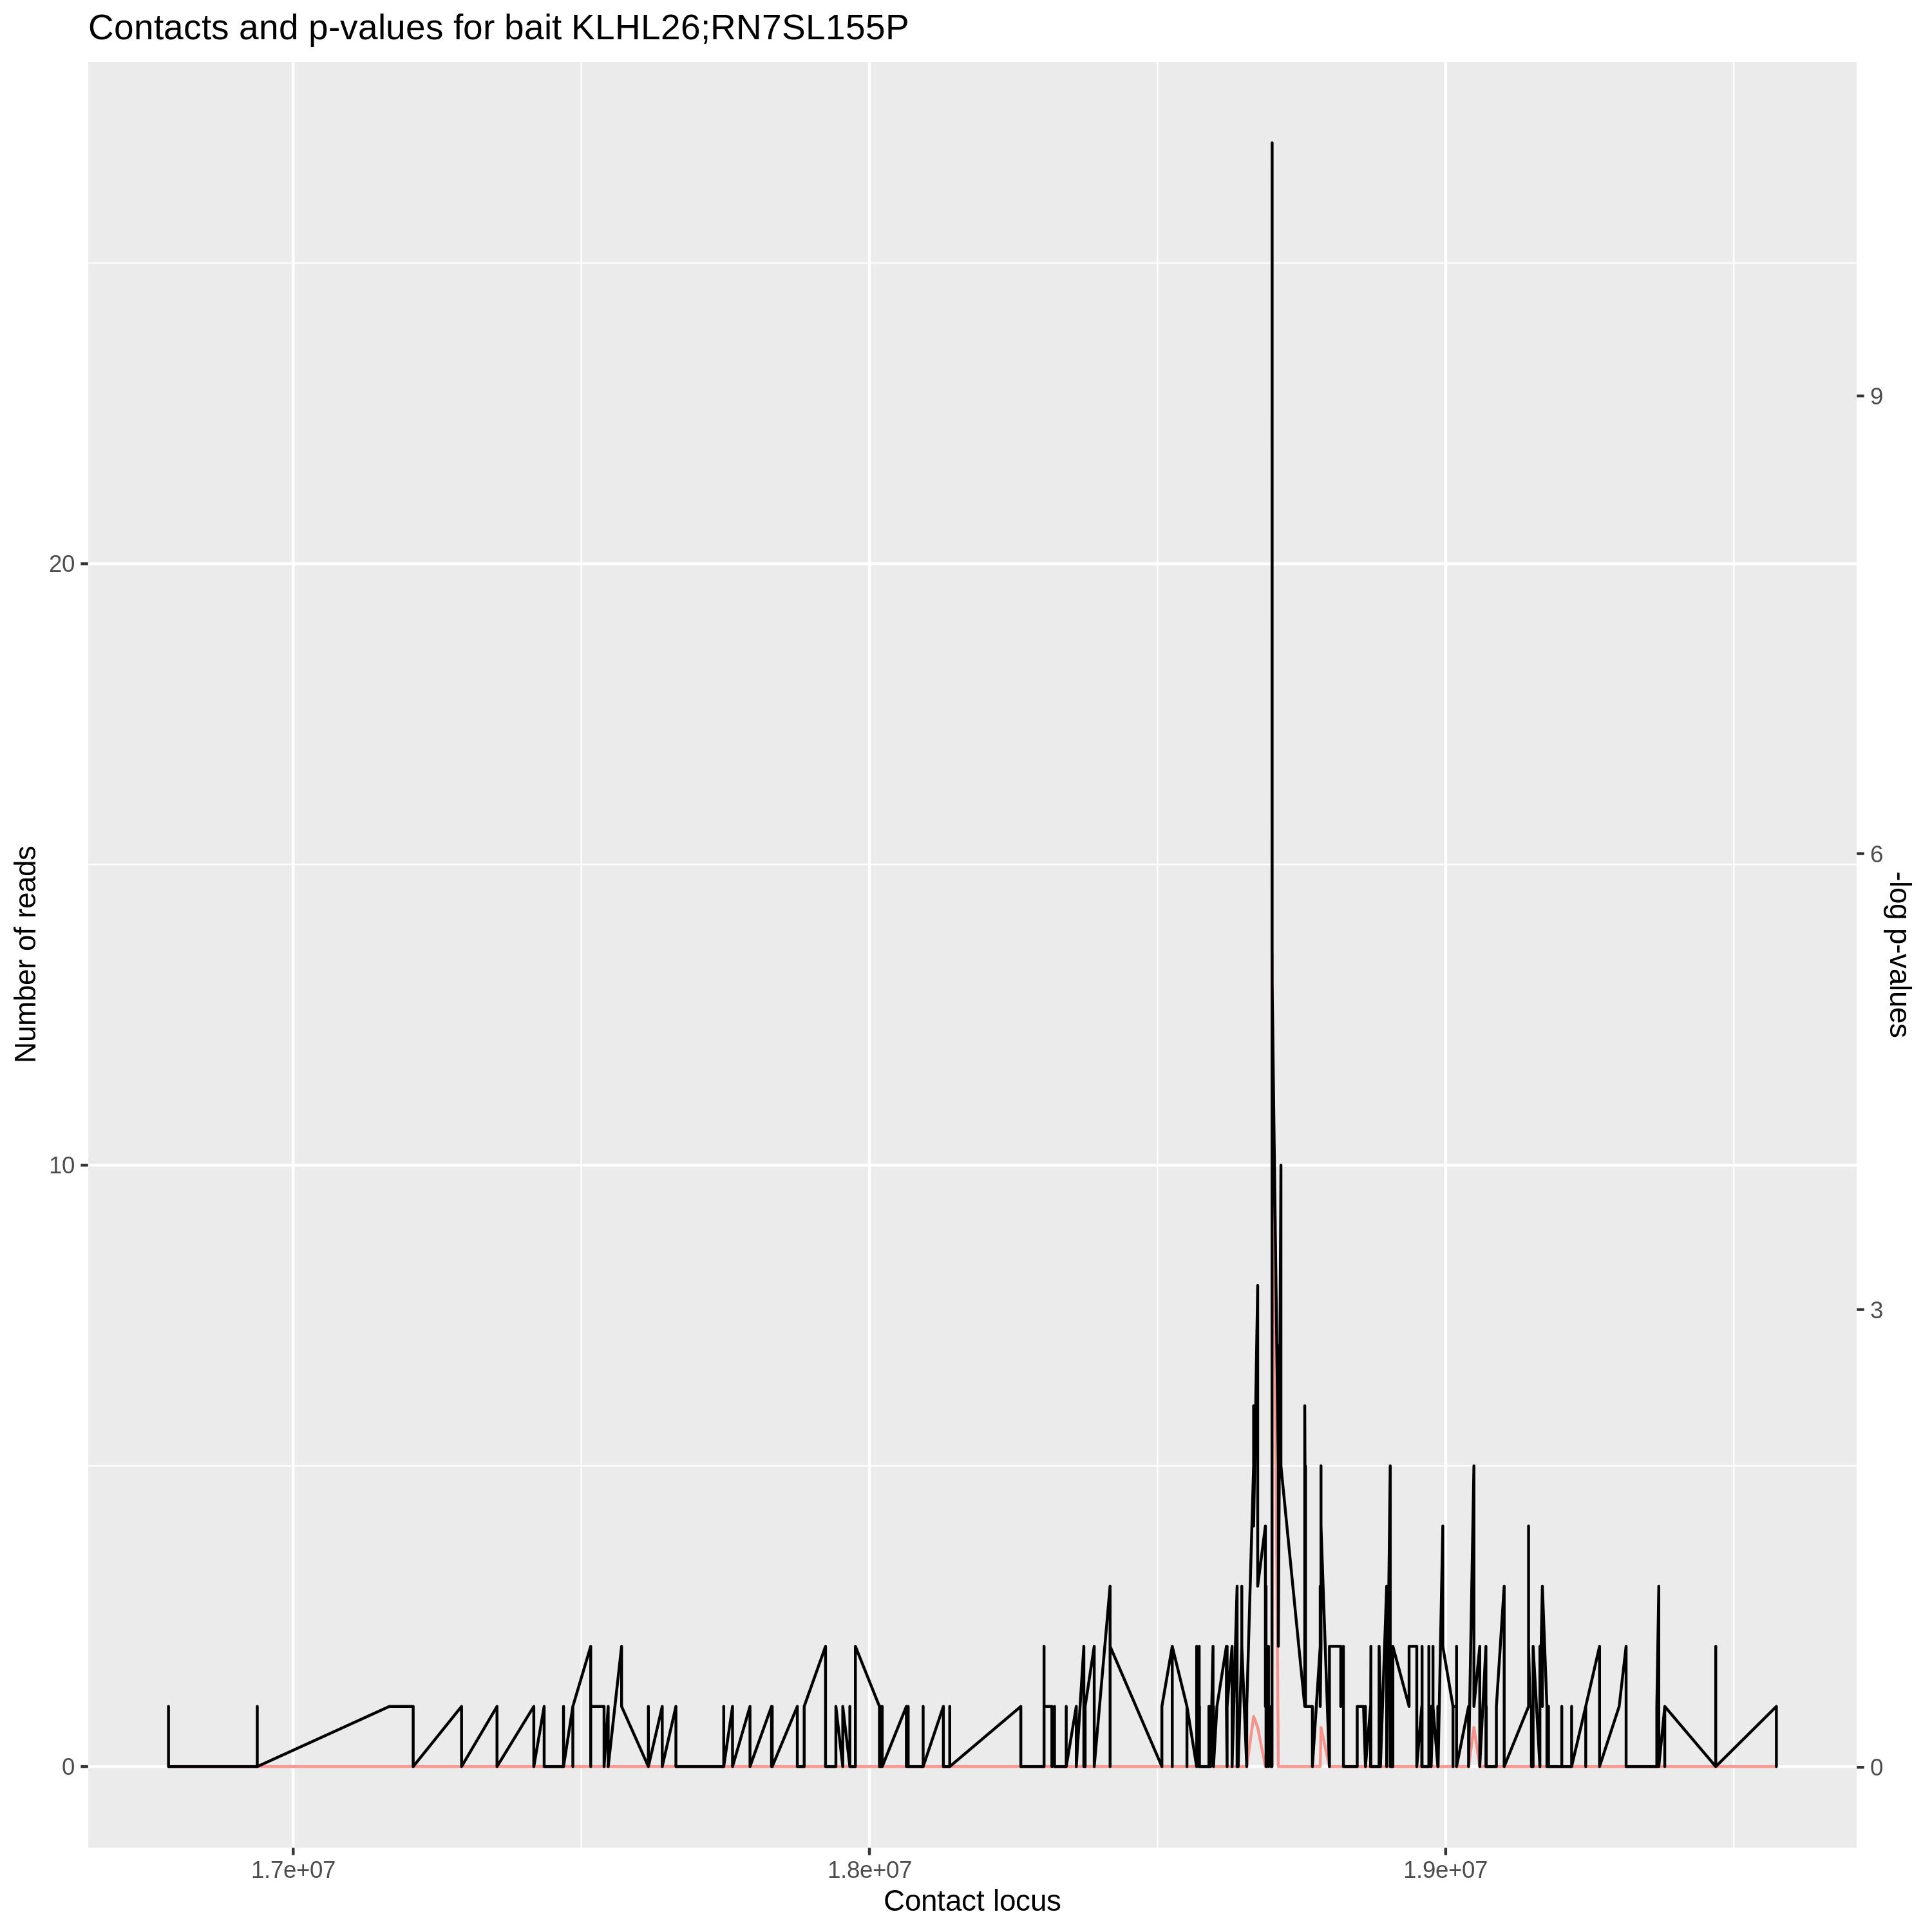 Contacts and p-values for bait KLHL26;RN7SL155P
Number of reads
20
10
0
9
6
3
0
-log p-values
1.7e+07
1.8e+07
1.9e+07
Contact locus